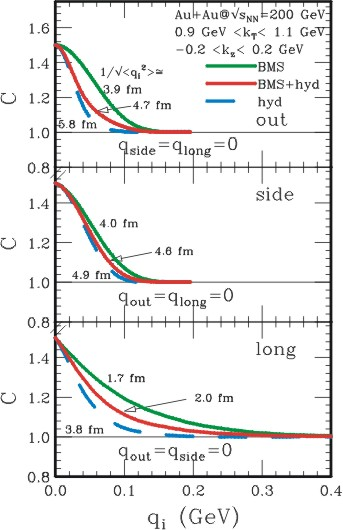 Au+Au@√s_NN=200 GeV
0.9 GeV <k_T< 1.1 GeV
-0.2 <k_z< 0.2 GeV
BMS
BMS+hyd
hyd
out
1.6
1.4
1.2
1.0
0.8
C
1/√<q_i²>≃
3.9 fm
4.7 fm
5.8 fm
q_side=q_long=0
side
1.4
1.2
1.0
0.8
C
4.0 fm
4.6 fm
4.9 fm
q_out=q_long=0
long
1.4
1.2
1.0
0.8
C
1.7 fm
2.0 fm
3.8 fm
q_out=q_side=0
0.0 0.1 0.2 0.3 0.4
q_i (GeV)